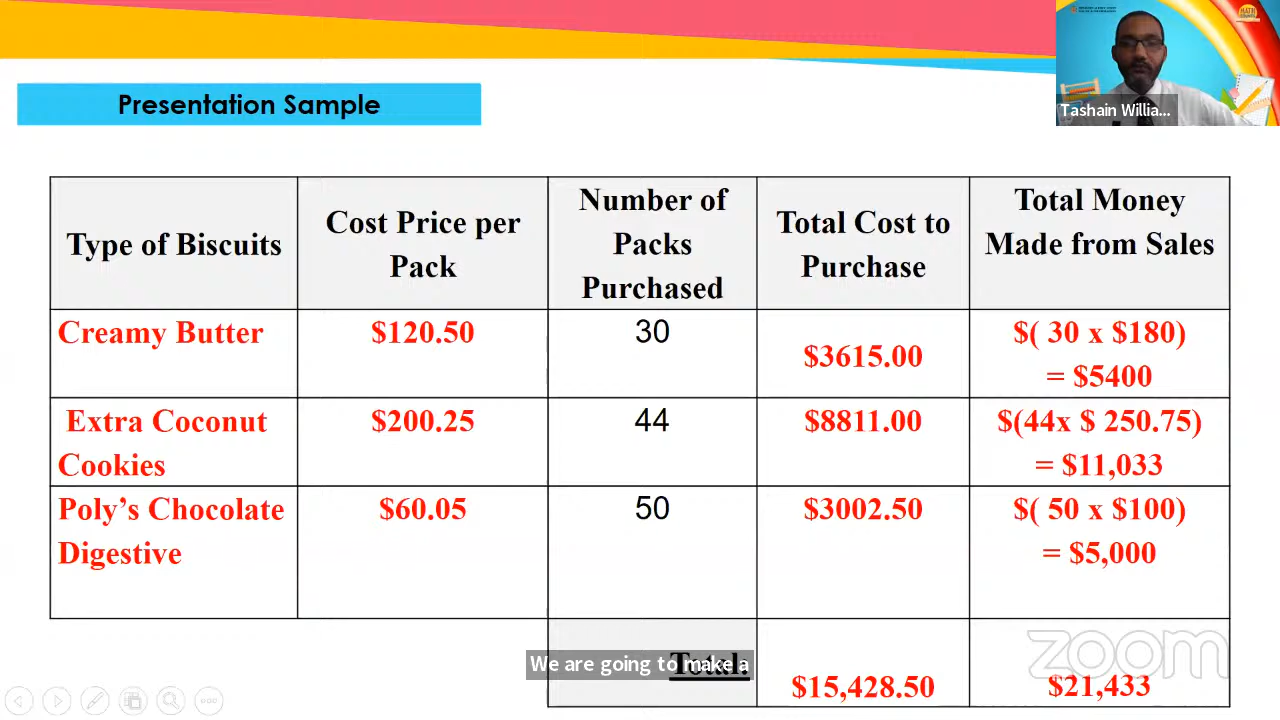 Presentation Sample
Tashain Willia...
Type of Biscuits
Cost Price per
Pack
Number of
Packs
Purchased
Total Cost to
Purchase
Total Money
Made from Sales
Creamy Butter
$120.50
30
$3615.00
$( 30 x $180)
= $5400
Extra Coconut
Cookies
$200.25
44
$8811.00
$(44x $ 250.75)
= $11,033
Poly’s Chocolate
Digestive
$60.05
50
$3002.50
$( 50 x $100)
= $5,000
Total:
$15,428.50
$21,433
We are going to make a
zoom